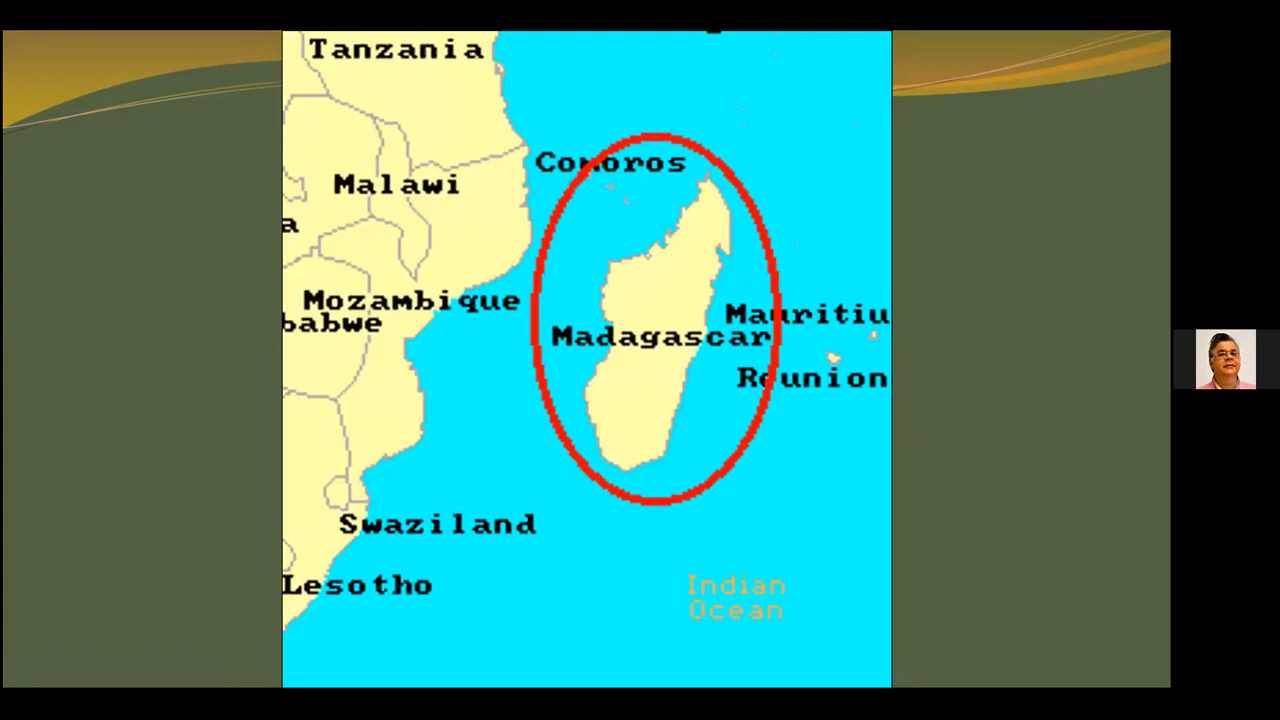 Tanzania
Comoros
Malawi
a
Mozambique
Mauritiu
babwe
Madagascar
Reunion
Swaziland
Lesotho
Indian
Ocean